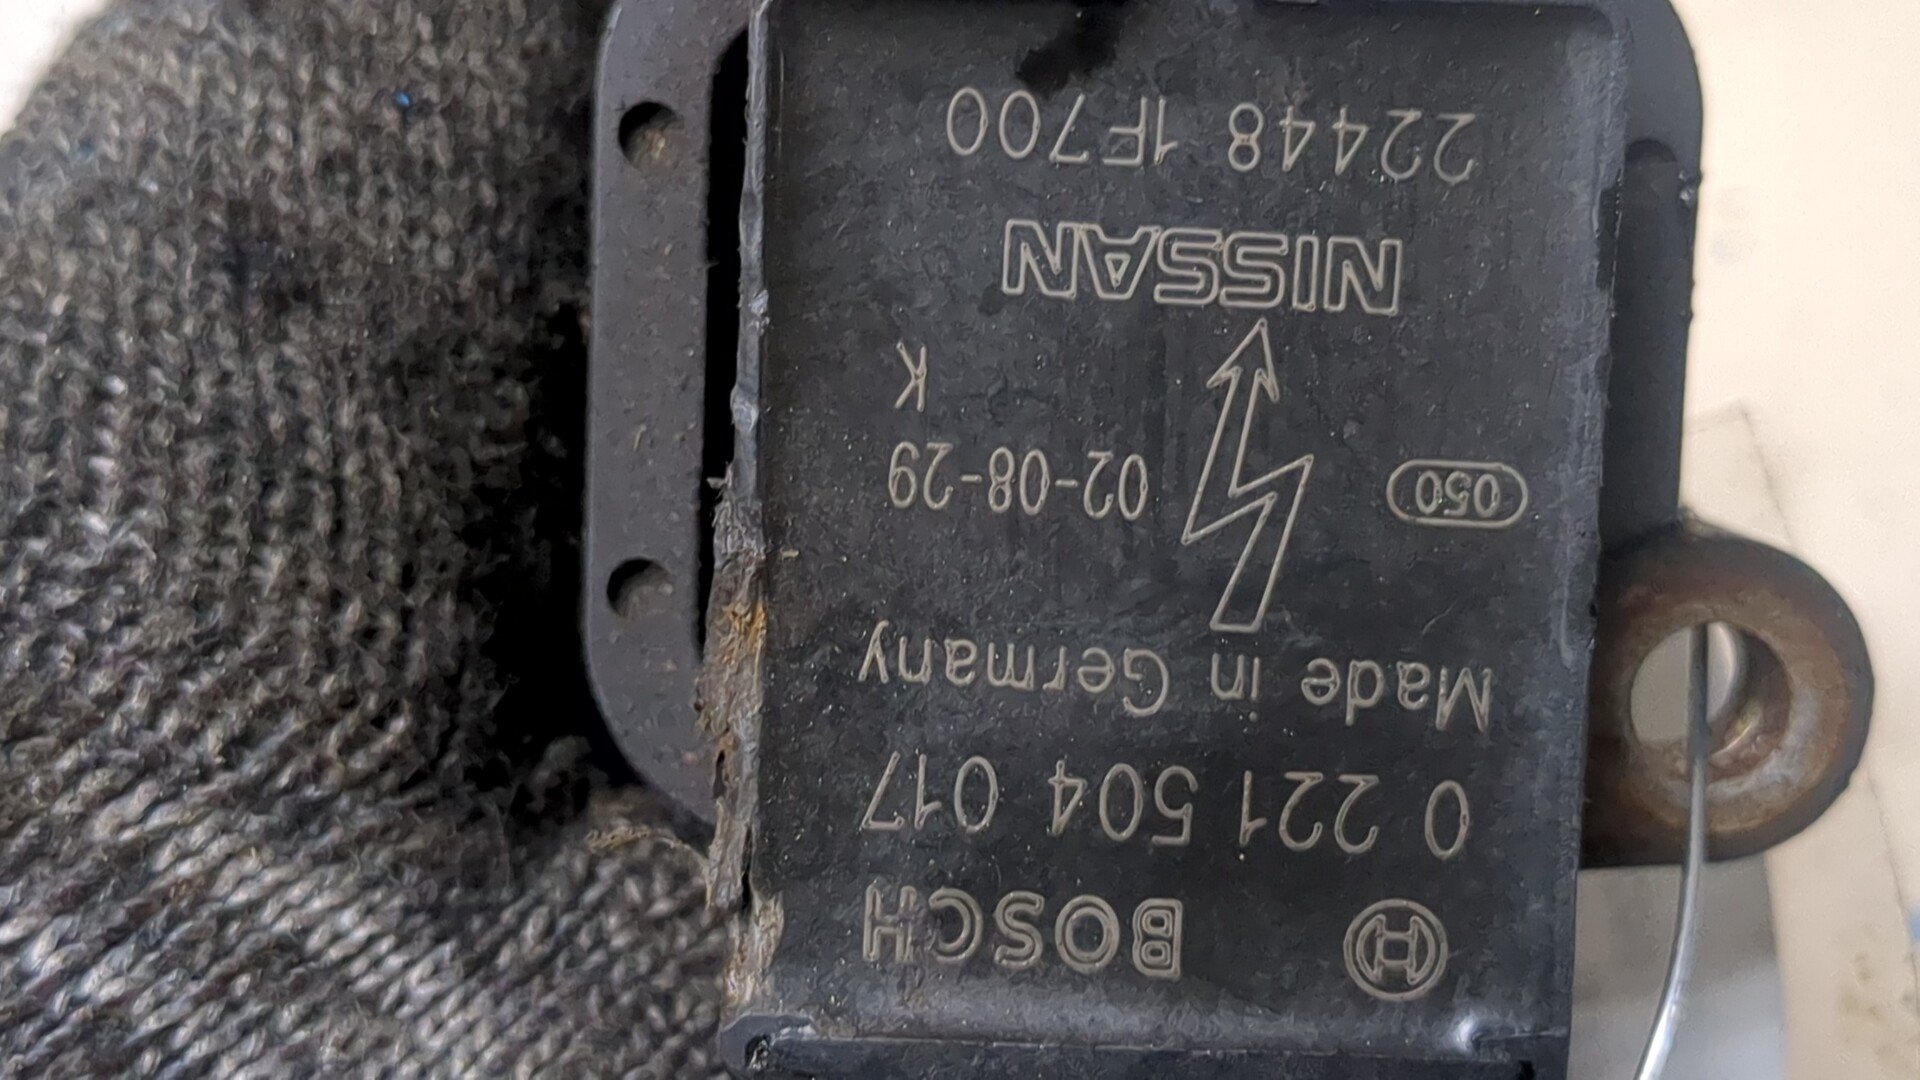 BOSCH
0 221 504 017
Made in Germany
050
02-08-29
K
NISSAN
22448 1F700